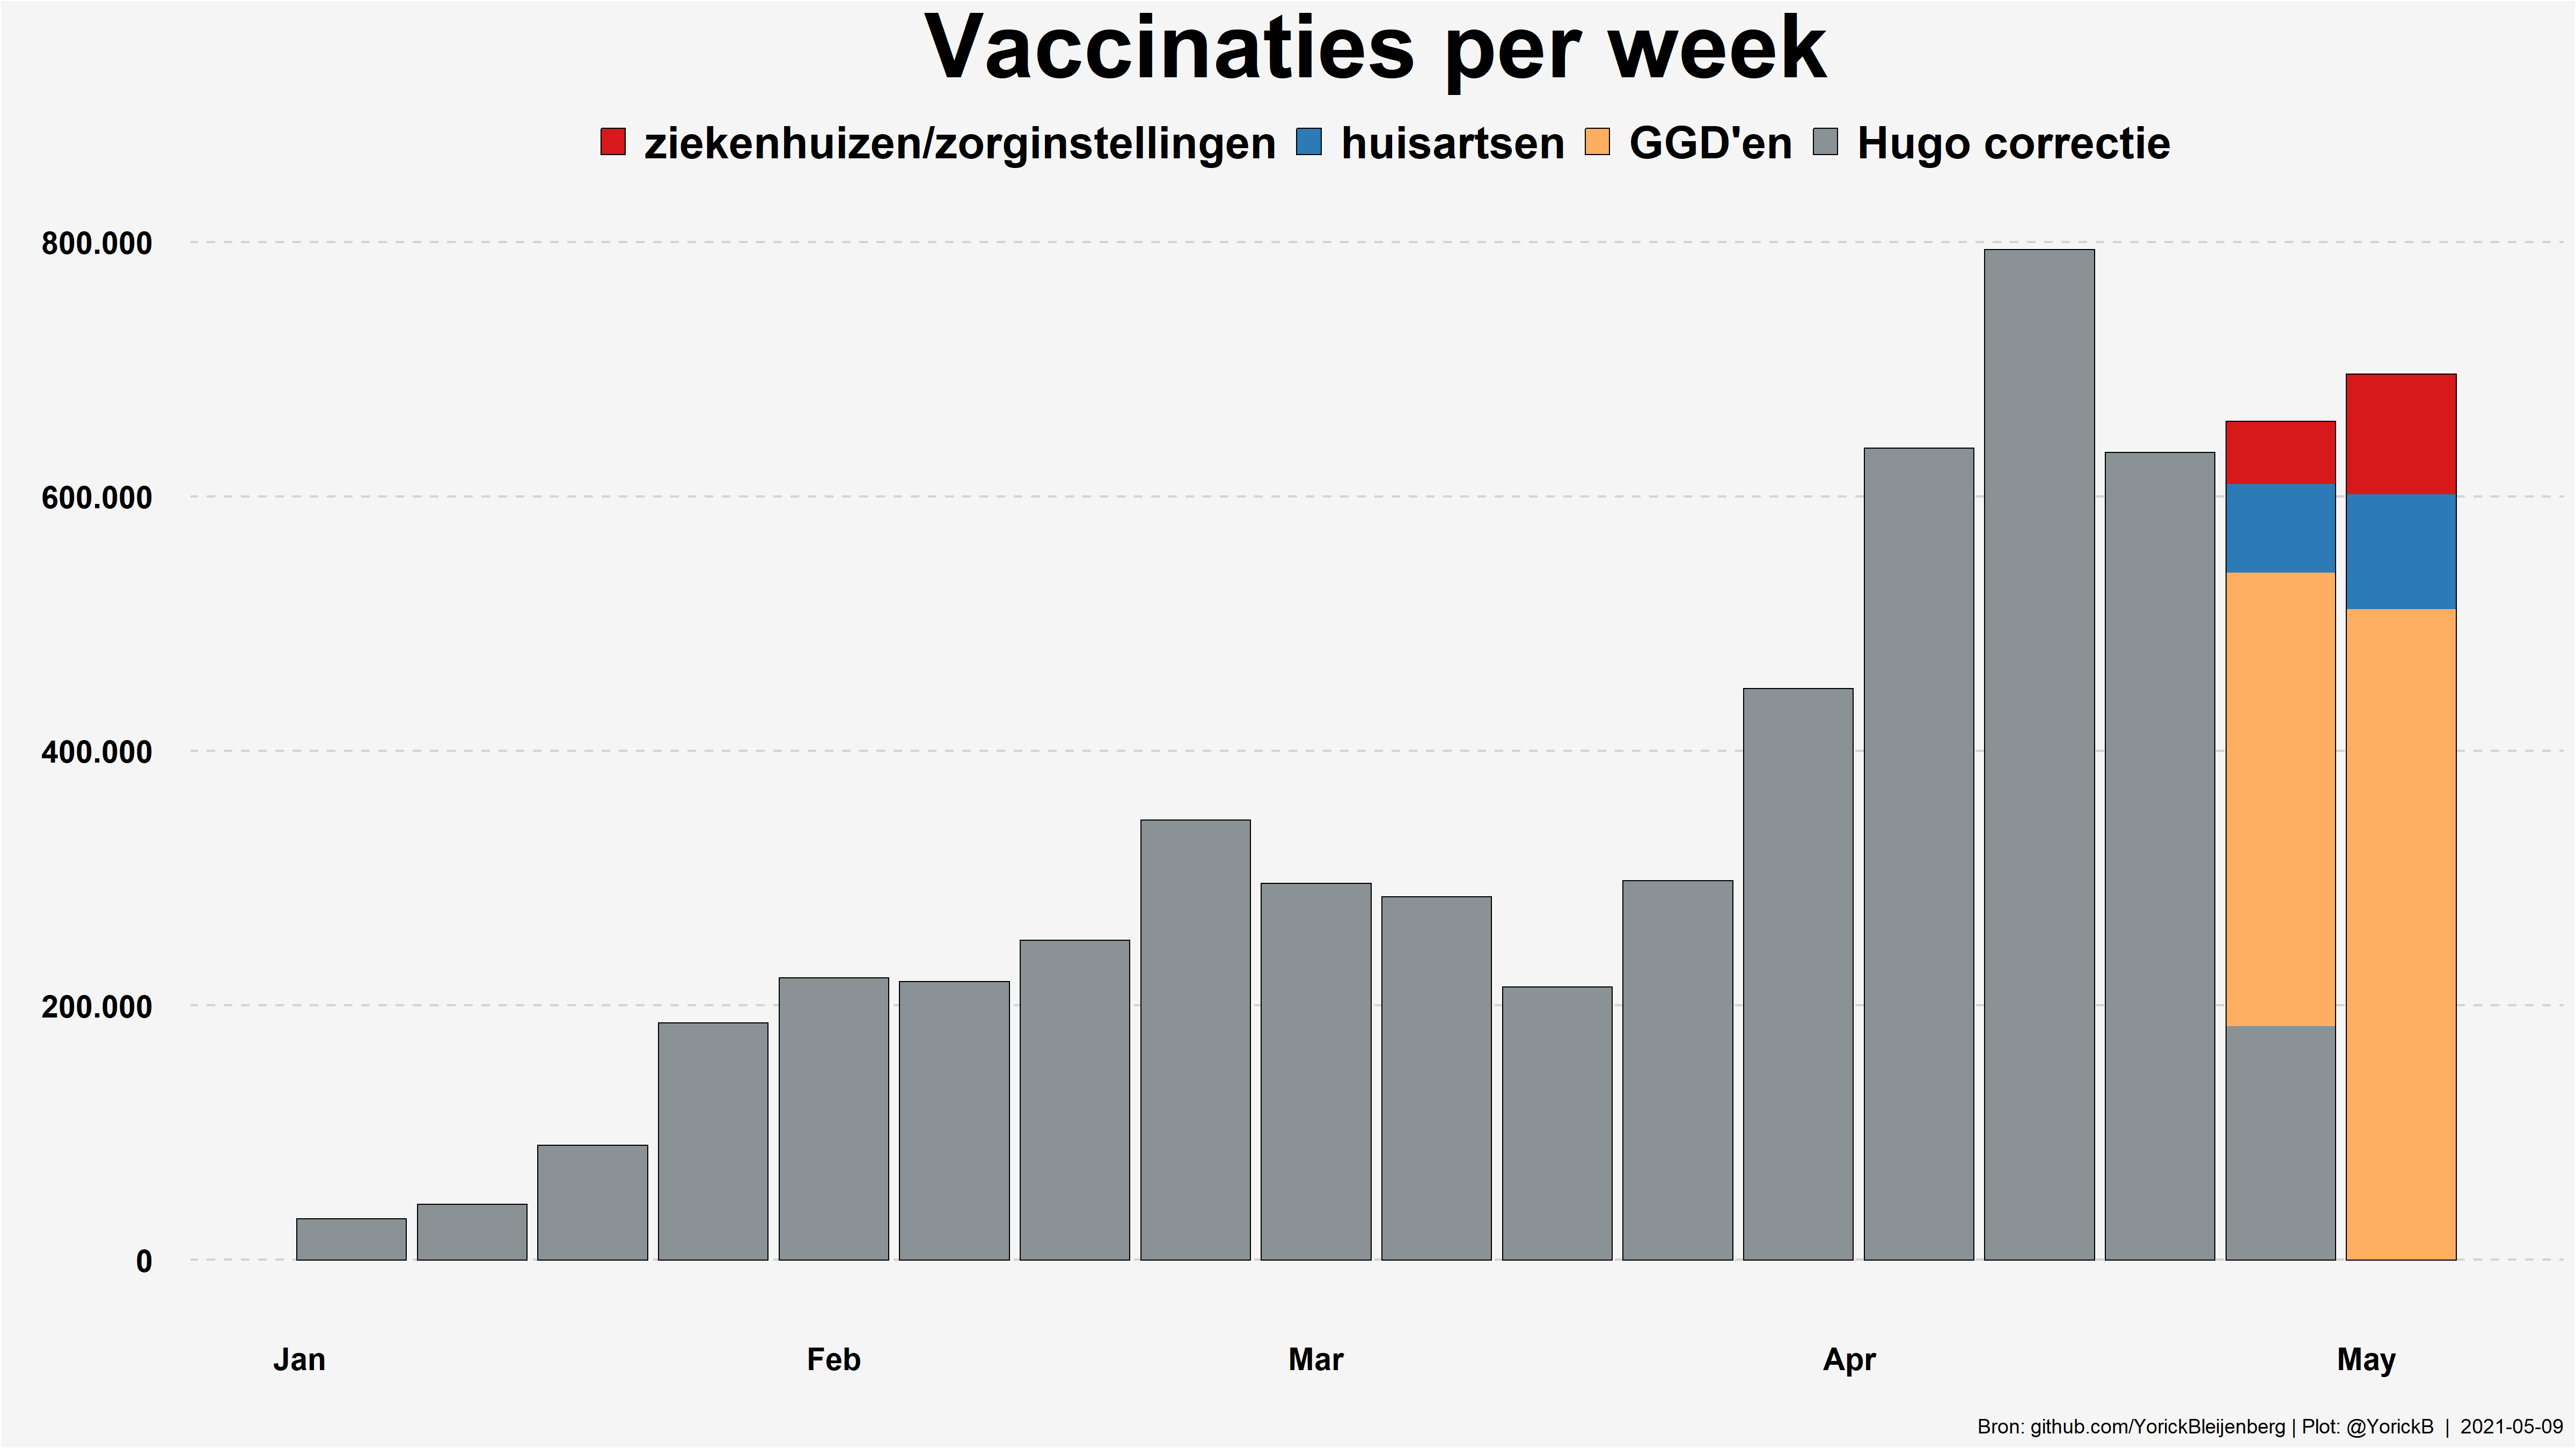 Vaccinaties per week
ziekenhuizen/zorginstellingen huisartsen GGD'en Hugo correctie
800.000
600.000
400.000
200.000
0
Jan Feb Mar Apr May
Bron: github.com/YorickBleijenberg | Plot: @YorickB | 2021-05-09